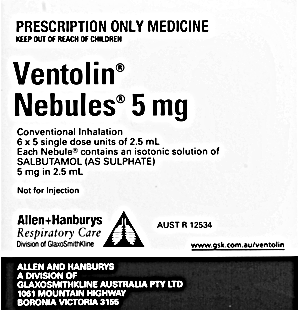 PRESCRIPTION ONLY MEDICINE
KEEP OUT OF REACH OF CHILDREN
Ventolin®
Nebules® 5 mg
Conventional Inhalation
6 x 5 single dose units of 2.5 mL
Each Nebule® contains an isotonic solution of
SALBUTAMOL (AS SULPHATE)
5 mg in 2.5 mL
Not for Injection
Allen+Hanburys
Respiratory Care
Division of GlaxoSmithKline
AUST R 12534
www.gsk.com.au/ventolin
ALLEN AND HANBURYS
A DIVISION OF
GLAXOSMITHKLINE AUSTRALIA PTY LTD
1061 MOUNTAIN HIGHWAY
BORONIA VICTORIA 3155